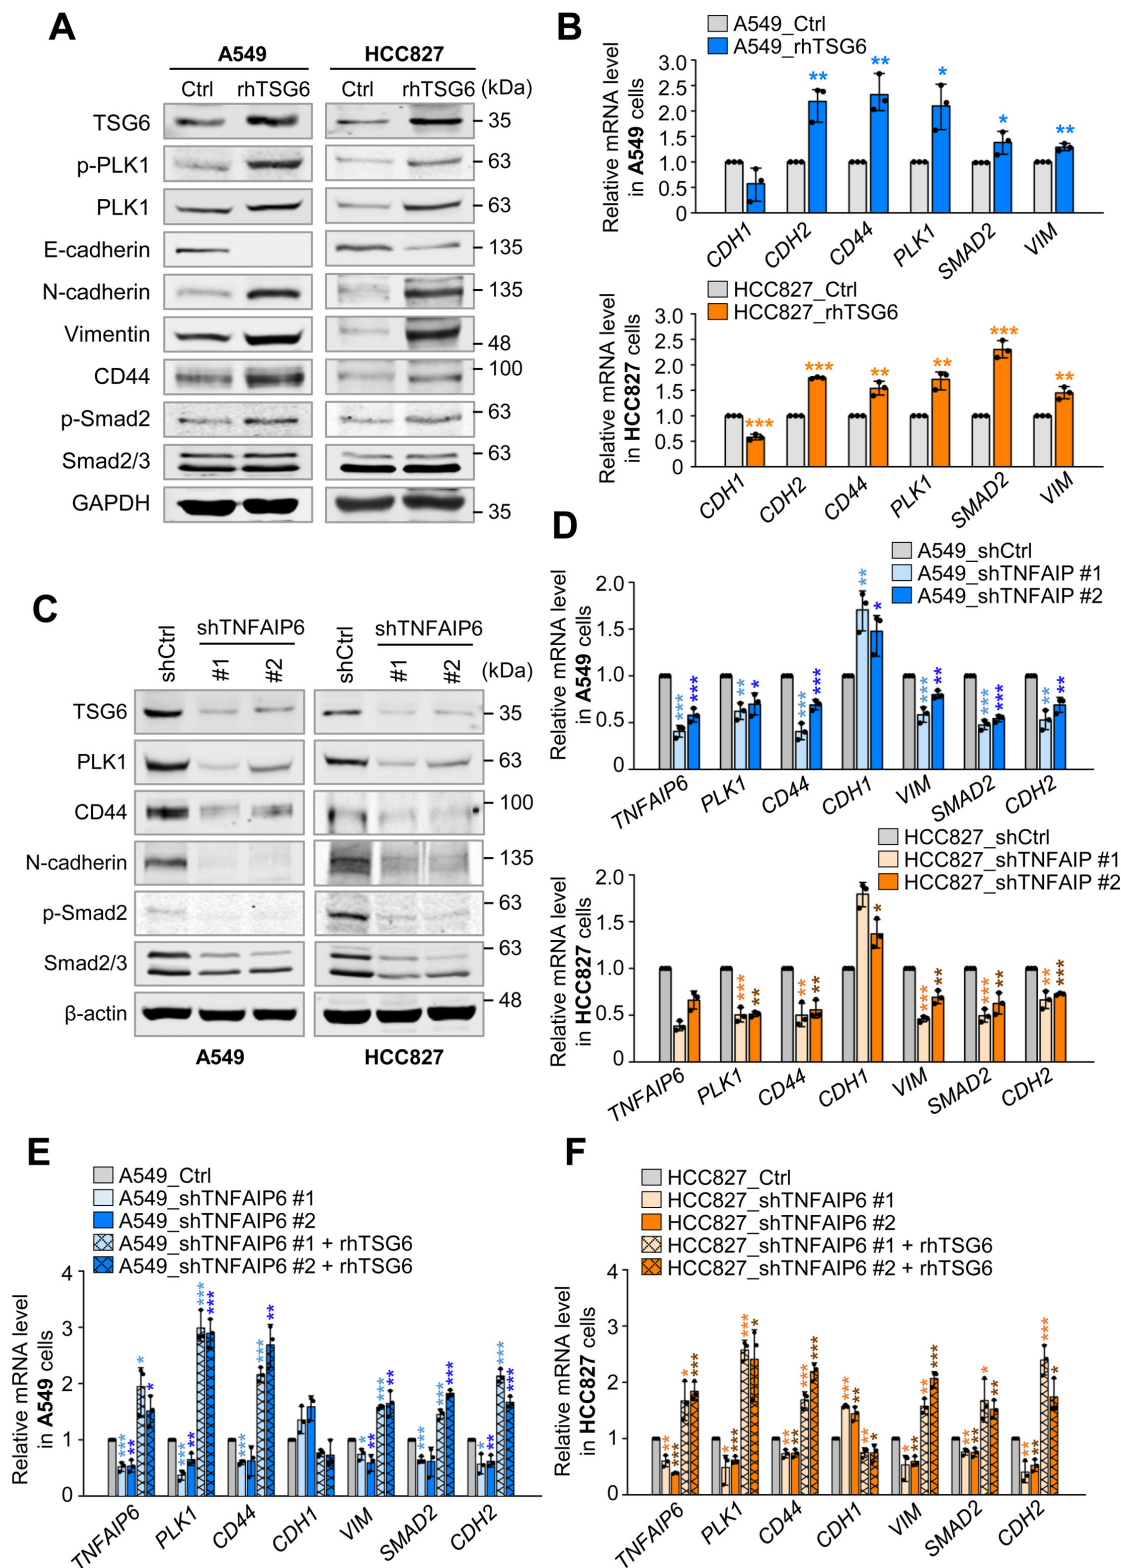 A
A549 HCC827
Ctrl rhTSG6 Ctrl rhTSG6 (kDa)
TSG6 35
p-PLK1 63
PLK1 63
E-cadherin 135
N-cadherin 135
Vimentin 48
CD44 100
p-Smad2 63
Smad2/3 63
GAPDH 35
B
A549_Ctrl
A549_rhTSG6
Relative mRNA level
in A549 cells
3.0
2.5
2.0
1.5
1.0
0.5
0
** ** * * **
CDH1 CDH2 CD44 PLK1 SMAD2 VIM
HCC827_Ctrl
HCC827_rhTSG6
Relative mRNA level
in HCC827 cells
3.0
2.5
2.0
1.5
1.0
0.5
0
*** *** ** ** *** **
CDH1 CDH2 CD44 PLK1 SMAD2 VIM
C
shCtrl shTNFAIP6 shCtrl shTNFAIP6
#1 #2 #1 #2 (kDa)
TSG6 35
PLK1 63
CD44 100
N-cadherin 135
p-Smad2 63
Smad2/3 63
β-actin 48
A549 HCC827
D
A549_shCtrl
A549_shTNFAIP #1
A549_shTNFAIP #2
Relative mRNA level
in A549 cells
2.0
1.0
0.5
0
*** *** ** * *** *** ** * *** ** *** *** ** **
TNFAIP6 PLK1 CD44 CDH1 VIM SMAD2 CDH2
HCC827_shCtrl
HCC827_shTNFAIP #1
HCC827_shTNFAIP #2
Relative mRNA level
in HCC827 cells
2.0
1.5
1.0
0.5
0
*** ** ** ** * *** ** *** ** ** ***
TNFAIP6 PLK1 CD44 CDH1 VIM SMAD2 CDH2
E
A549_Ctrl
A549_shTNFAIP6 #1
A549_shTNFAIP6 #2
A549_shTNFAIP6 #1 + rhTSG6
A549_shTNFAIP6 #2 + rhTSG6
Relative mRNA level
in A549 cells
4
3
2
1
0
TNFAIP6 PLK1 CD44 CDH1 VIM SMAD2 CDH2
F
HCC827_Ctrl
HCC827_shTNFAIP6 #1
HCC827_shTNFAIP6 #2
HCC827_shTNFAIP6 #1 + rhTSG6
HCC827_shTNFAIP6 #2 + rhTSG6
Relative mRNA level
in HCC827 cells
4
3
2
1
0
TNFAIP6 PLK1 CD44 CDH1 VIM SMAD2 CDH2